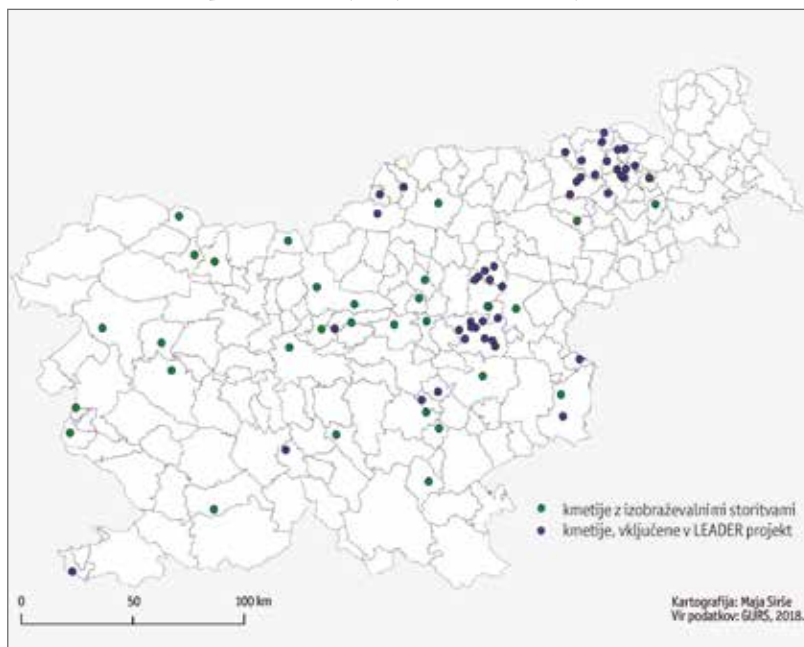 kmetije z izobraževalnimi storitvami
kmetije, vključene v LEADER projekt
0 50 100 km
Kartografija: Maja Sirše
Vir podatkov: GURS, 2018.